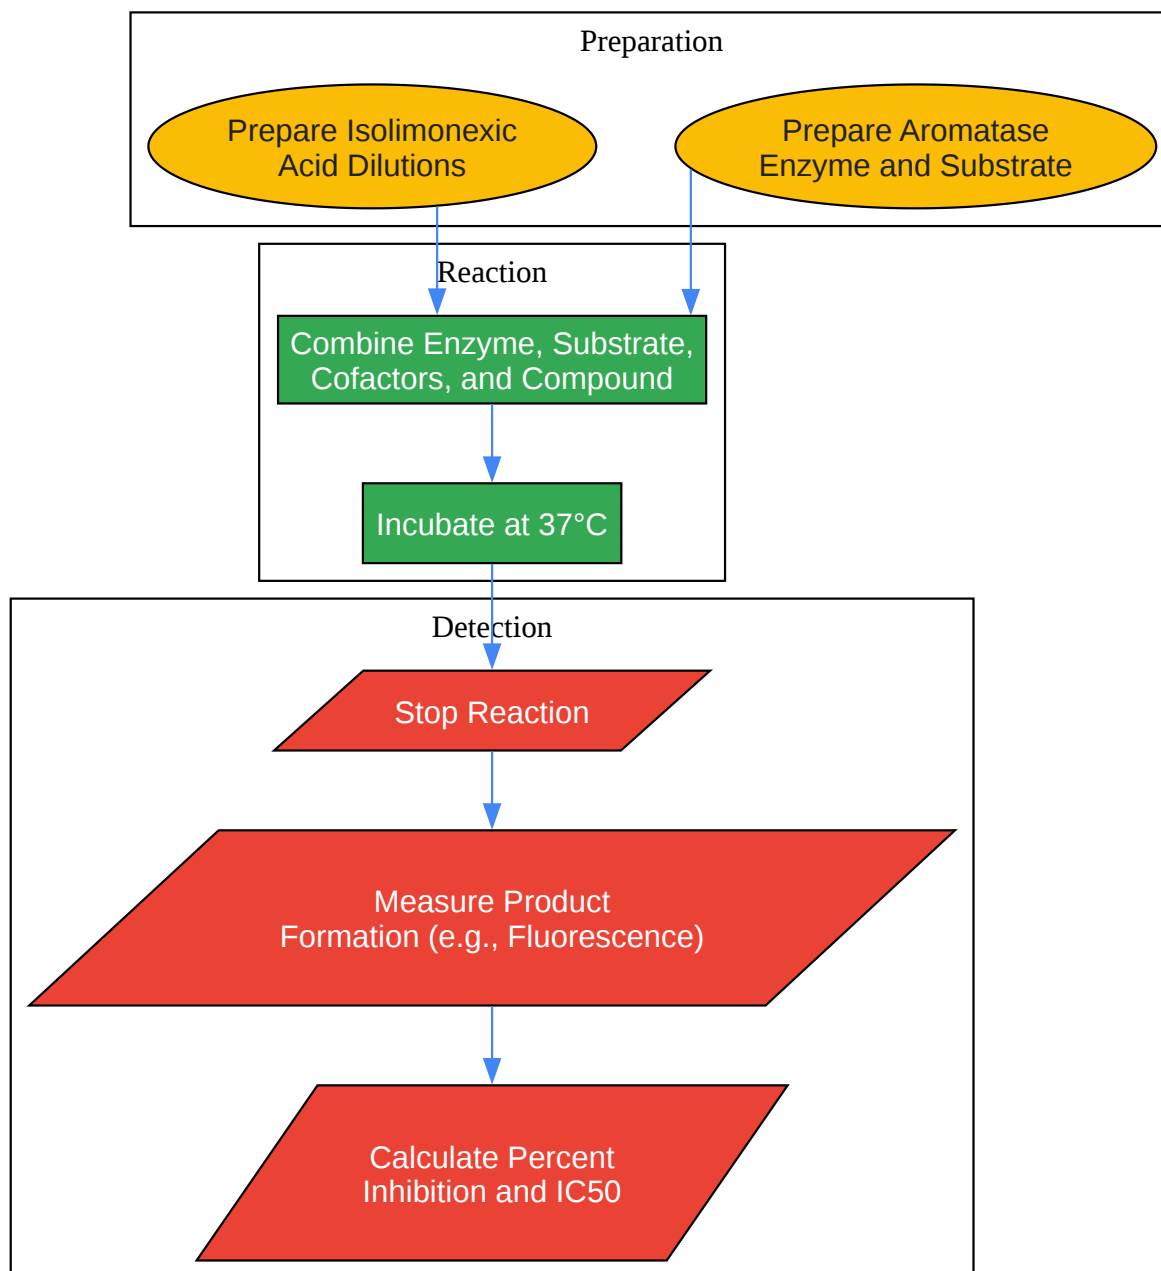 Preparation
Prepare Isolimonexic
Acid Dilutions
Prepare Aromatase
Enzyme and Substrate
Reaction
Combine Enzyme, Substrate,
Cofactors, and Compound
Incubate at 37°C
Detection
Stop Reaction
Measure Product
Formation (e.g., Fluorescence)
Calculate Percent
Inhibition and IC50